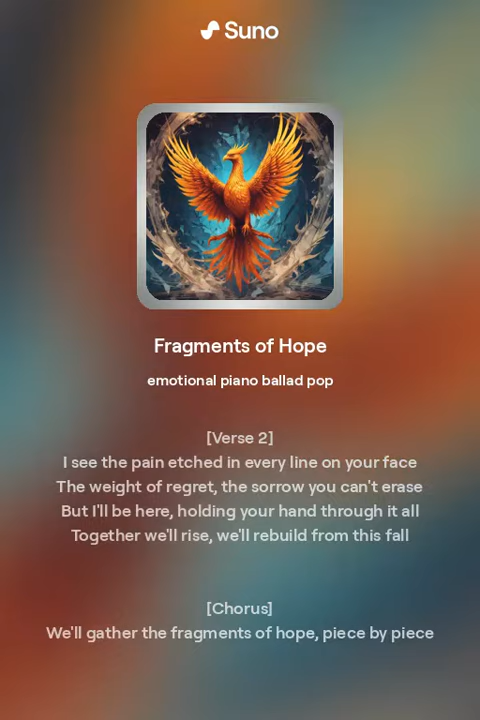 Suno
Fragments of Hope
emotional piano ballad pop
[Verse 2]
I see the pain etched in every line on your face
The weight of regret, the sorrow you can't erase
But I'll be here, holding your hand through it all
Together we'll rise, we'll rebuild from this fall
[Chorus]
We'll gather the fragments of hope, piece by piece